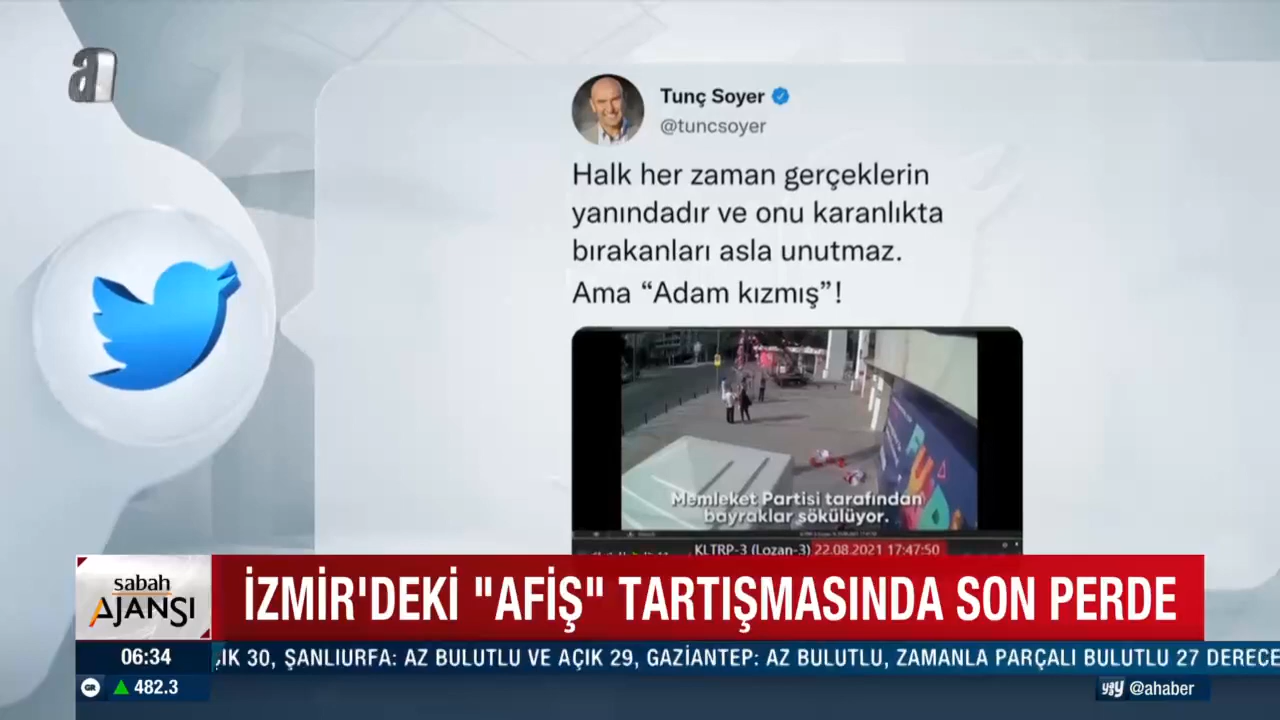 a
Tunç Soyer
@tuncsoyer
Halk her zaman gerçeklerin
yanındadır ve onu karanlıkta
bırakanları asla unutmaz.
Ama “Adam kızmış”!
Memleket Partisi tarafından
bayraklar sökülüyor.
KLTRP-3 (Lozan-3) 22.08.2021 17:47:50
sabah
AJANSI
İZMİR'DEKİ "AFİŞ" TARTIŞMASINDA SON PERDE
06:34
ÇIK 30, ŞANLIURFA: AZ BULUTLU VE AÇIK 29, GAZİANTEP: AZ BULUTLU, ZAMANLA PARÇALI BULUTLU 27 DERECE
GR 482.3
@ahaber